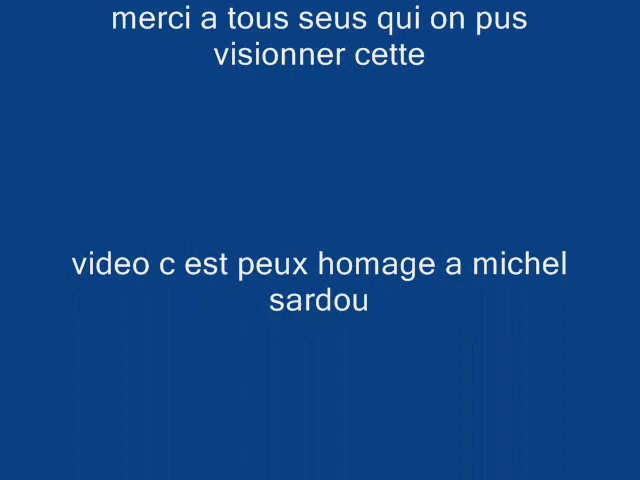 merci a tous seus qui on pus
visionner cette
video c est peux homage a michel
sardou